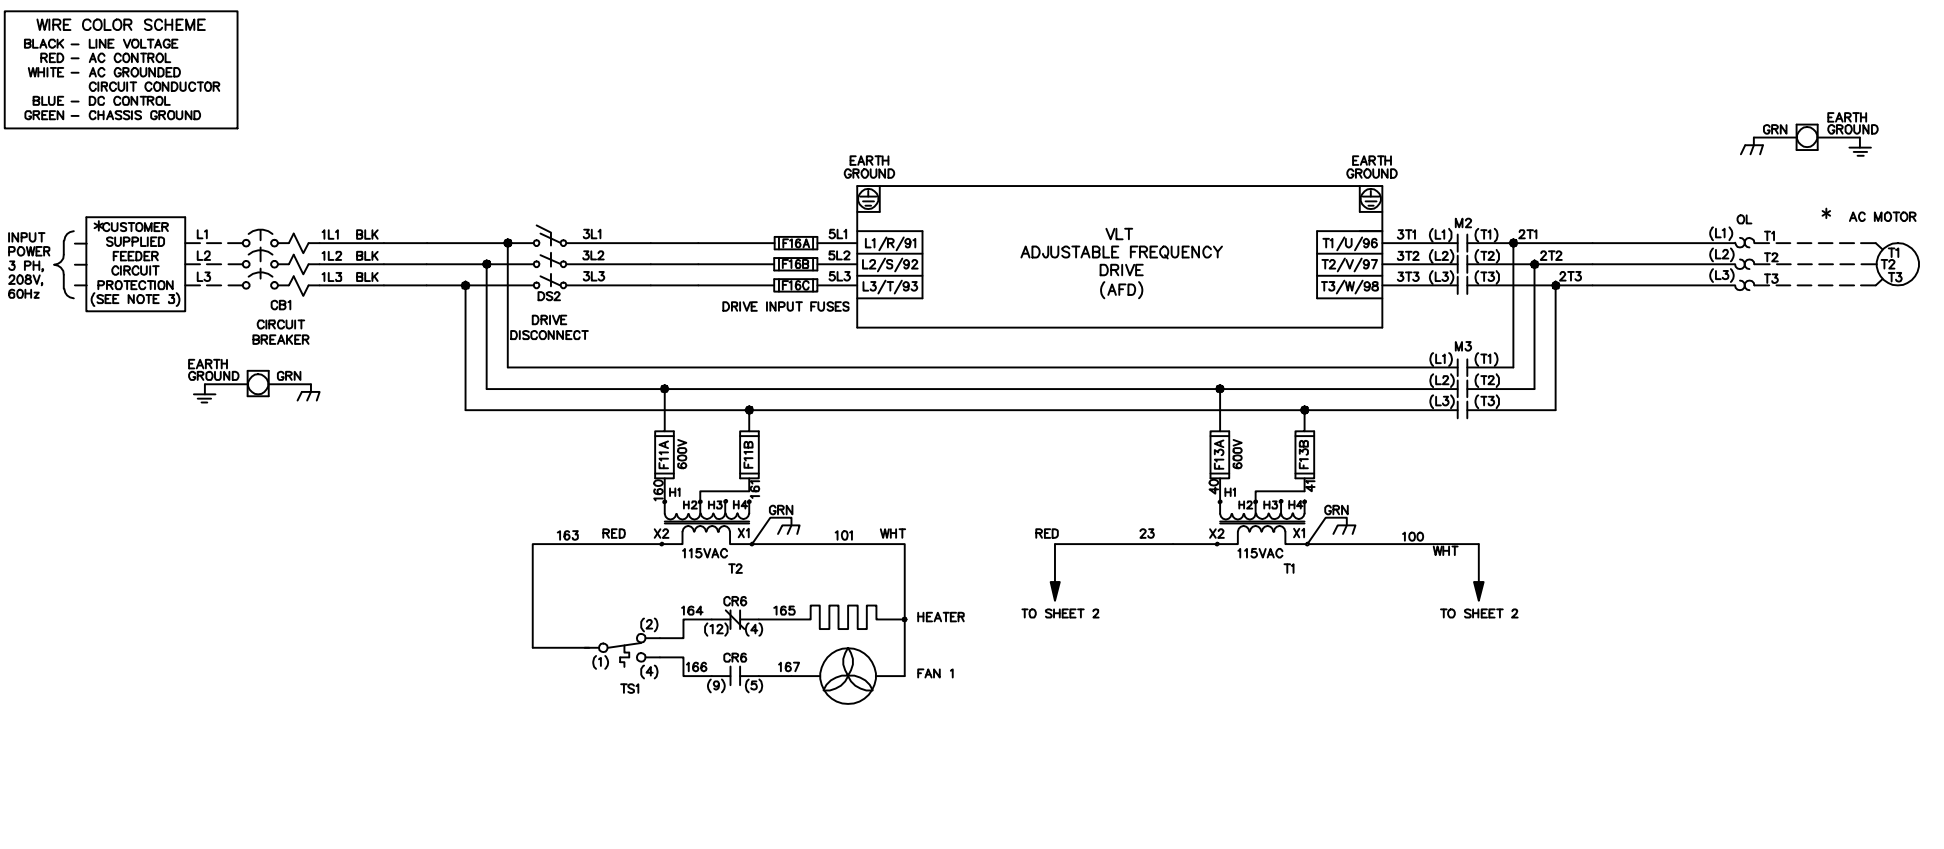 WIRE COLOR SCHEME
BLACK – LINE VOLTAGE
RED – AC CONTROL
WHITE – AC GROUNDED
CIRCUIT CONDUCTOR
BLUE – DC CONTROL
GREEN – CHASSIS GROUND
GRN
EARTH
GROUND
EARTH
GROUND
EARTH
GROUND
INPUT
POWER
3 PH,
208V,
60Hz
*CUSTOMER
SUPPLIED
FEEDER
CIRCUIT
PROTECTION
(SEE NOTE 3)
L1
L2
L3
CB1
CIRCUIT
BREAKER
1L1 BLK
1L2 BLK
1L3 BLK
DS2
DRIVE
DISCONNECT
3L1
3L2
3L3
F16A
F16B
F16C
DRIVE INPUT FUSES
5L1
5L2
5L3
L1/R/91
L2/S/92
L3/T/93
VLT
ADJUSTABLE FREQUENCY
DRIVE
(AFD)
T1/U/96
T2/V/97
T3/W/98
M2
3T1 (L1) (T1) 2T1
3T2 (L2) (T2) 2T2
3T3 (L3) (T3) 2T3
OL
(L1) T1
(L2) T2
(L3) T3
* AC MOTOR
T1
T2
T3
M3
(L1) (T1)
(L2) (T2)
(L3) (T3)
EARTH
GROUND
GRN
F11A
600V
F11B
160
161
H1
H2 H3 H4
GRN
163 RED X2 X1 101 WHT
115VAC
T2
F13A
600V
F13B
40
41
H1
H2 H3 H4
GRN
RED 23 X2 X1 100
WHT
115VAC
T1
TO SHEET 2
TO SHEET 2
CR6
164 165
(12) (4)
HEATER
(2)
(1)
(4)
TS1
CR6
166 167
(9) (5)
FAN 1